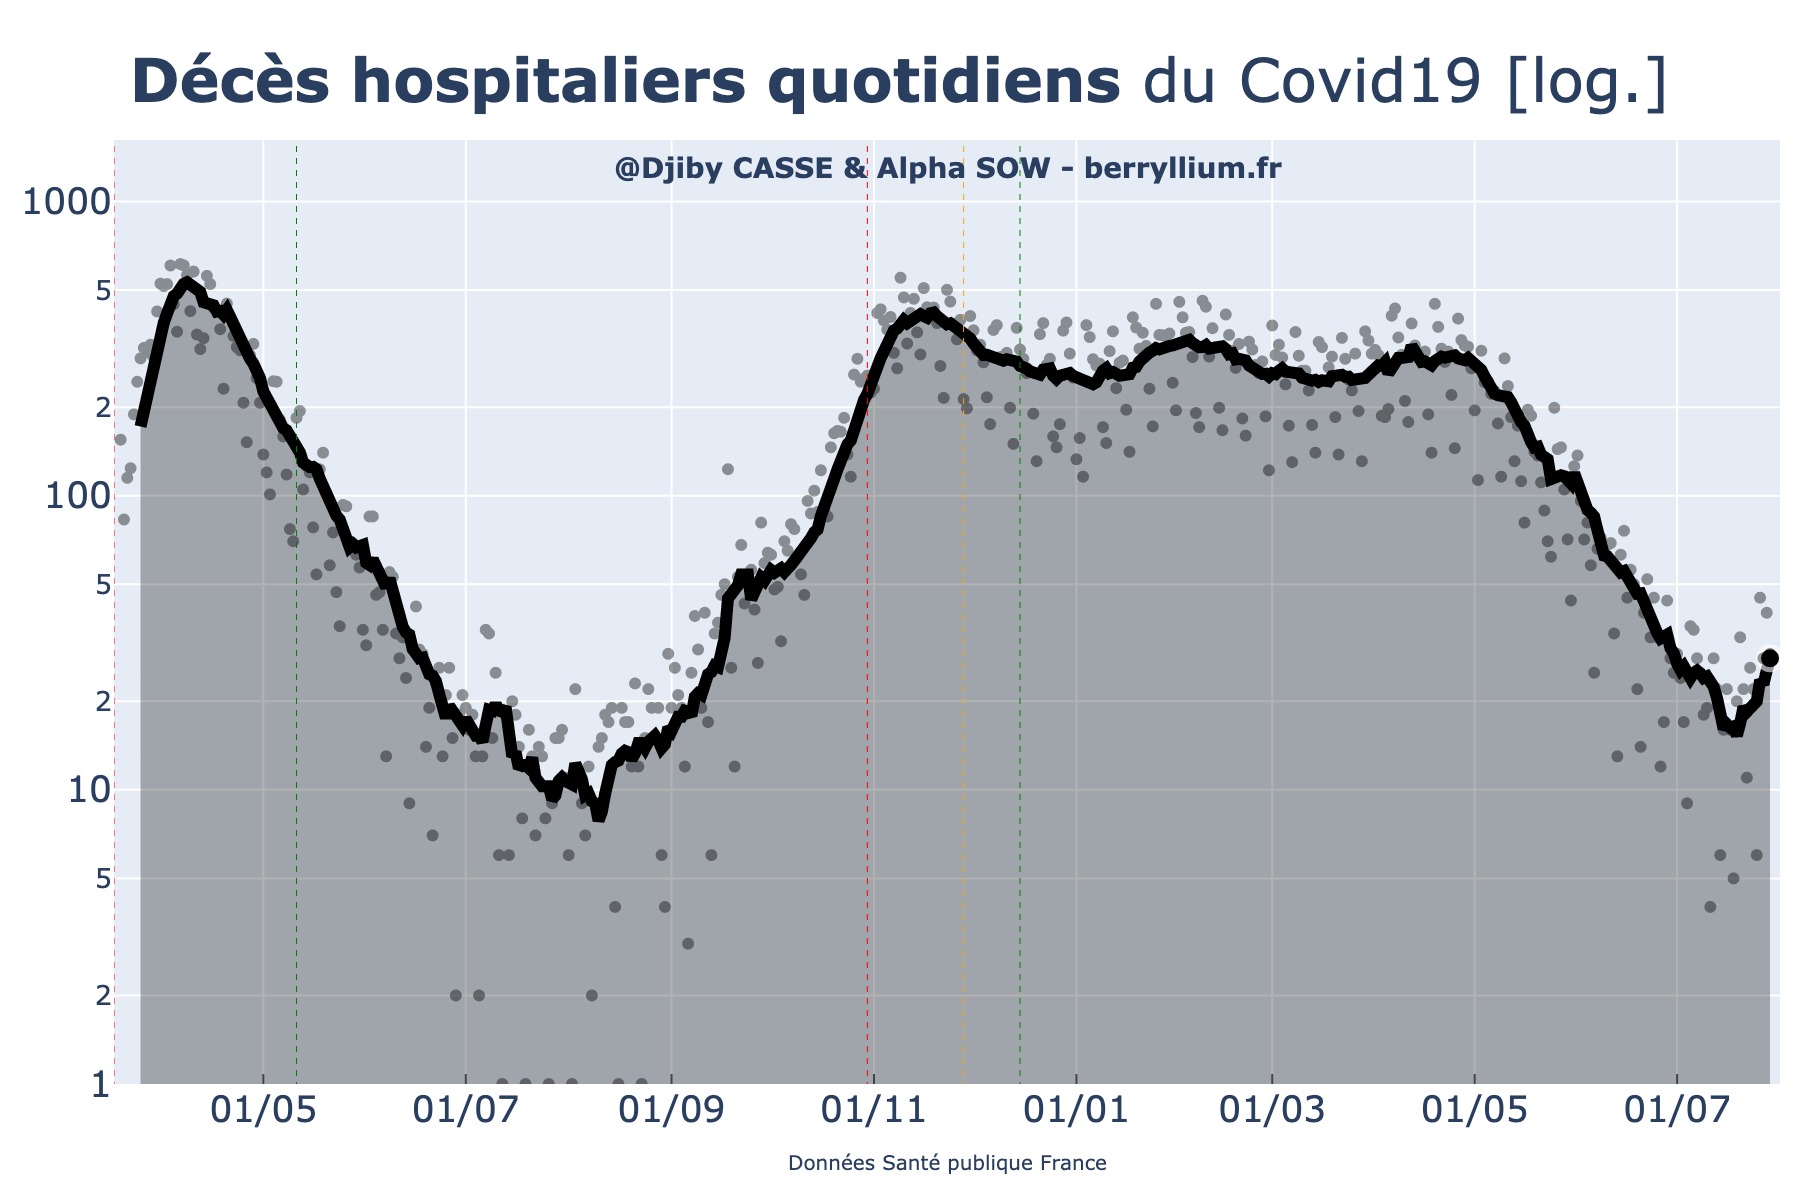 Décès hospitaliers quotidiens du Covid19 [log.]
@Djiby CASSE & Alpha SOW - berryllium.fr
1000
5
2
100
5
2
10
5
2
1
01/05 01/07 01/09 01/11 01/01 01/03 01/05 01/07
Données Santé publique France